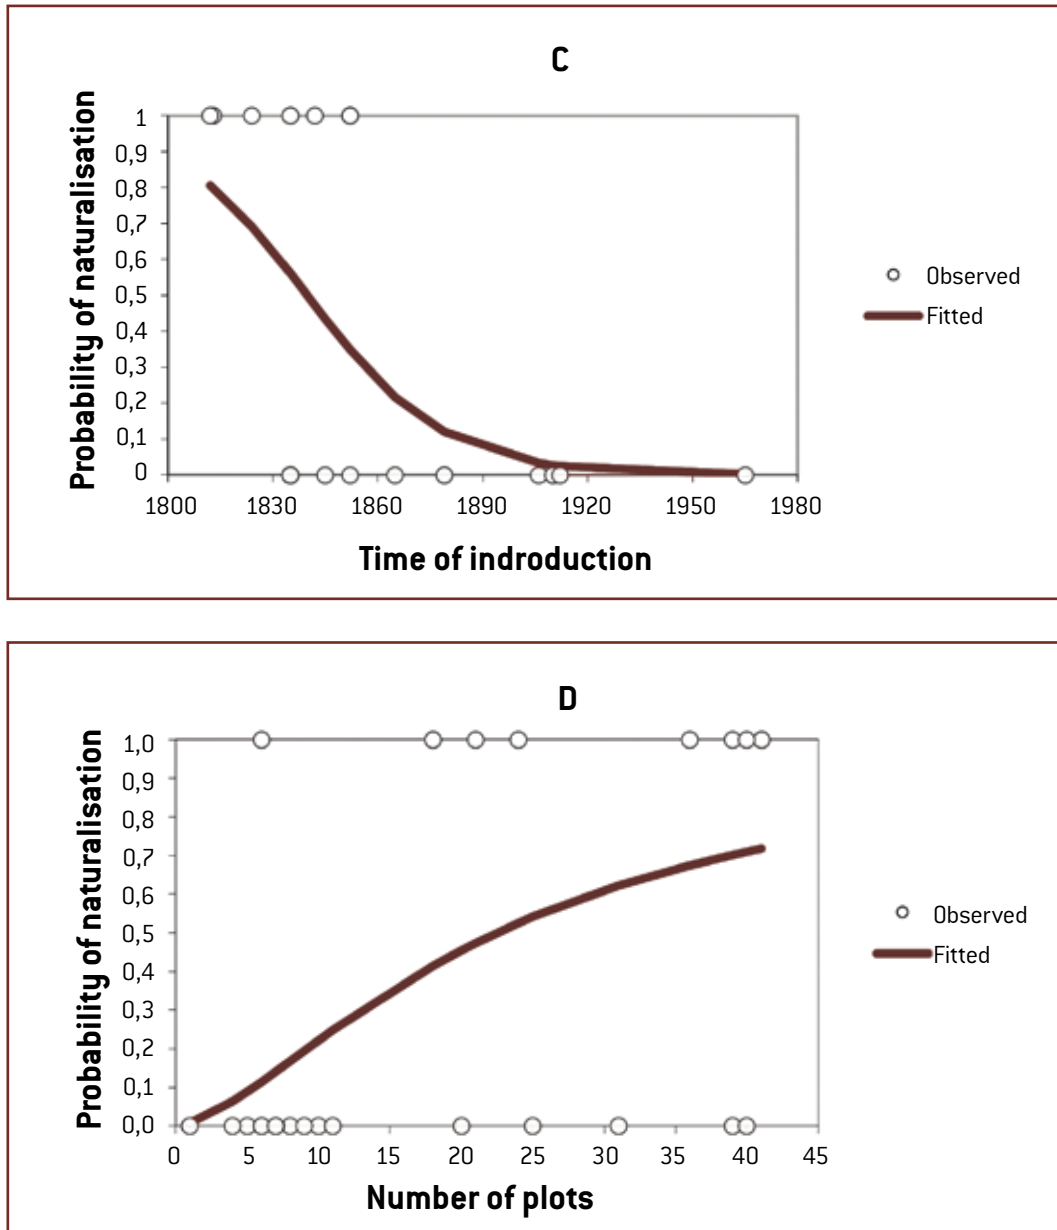 C
Probability of naturalisation
1
0,9
0,8
0,7
0,6
0,5
0,4
0,3
0,2
0,1
0
1800 1830 1860 1890 1920 1950 1980
Time of indroduction
Observed
Fitted
D
Probability of naturalisation
1,0
0,9
0,8
0,7
0,6
0,5
0,4
0,3
0,2
0,1
0,0
0 5 10 15 20 25 30 35 40 45
Number of plots
Observed
Fitted